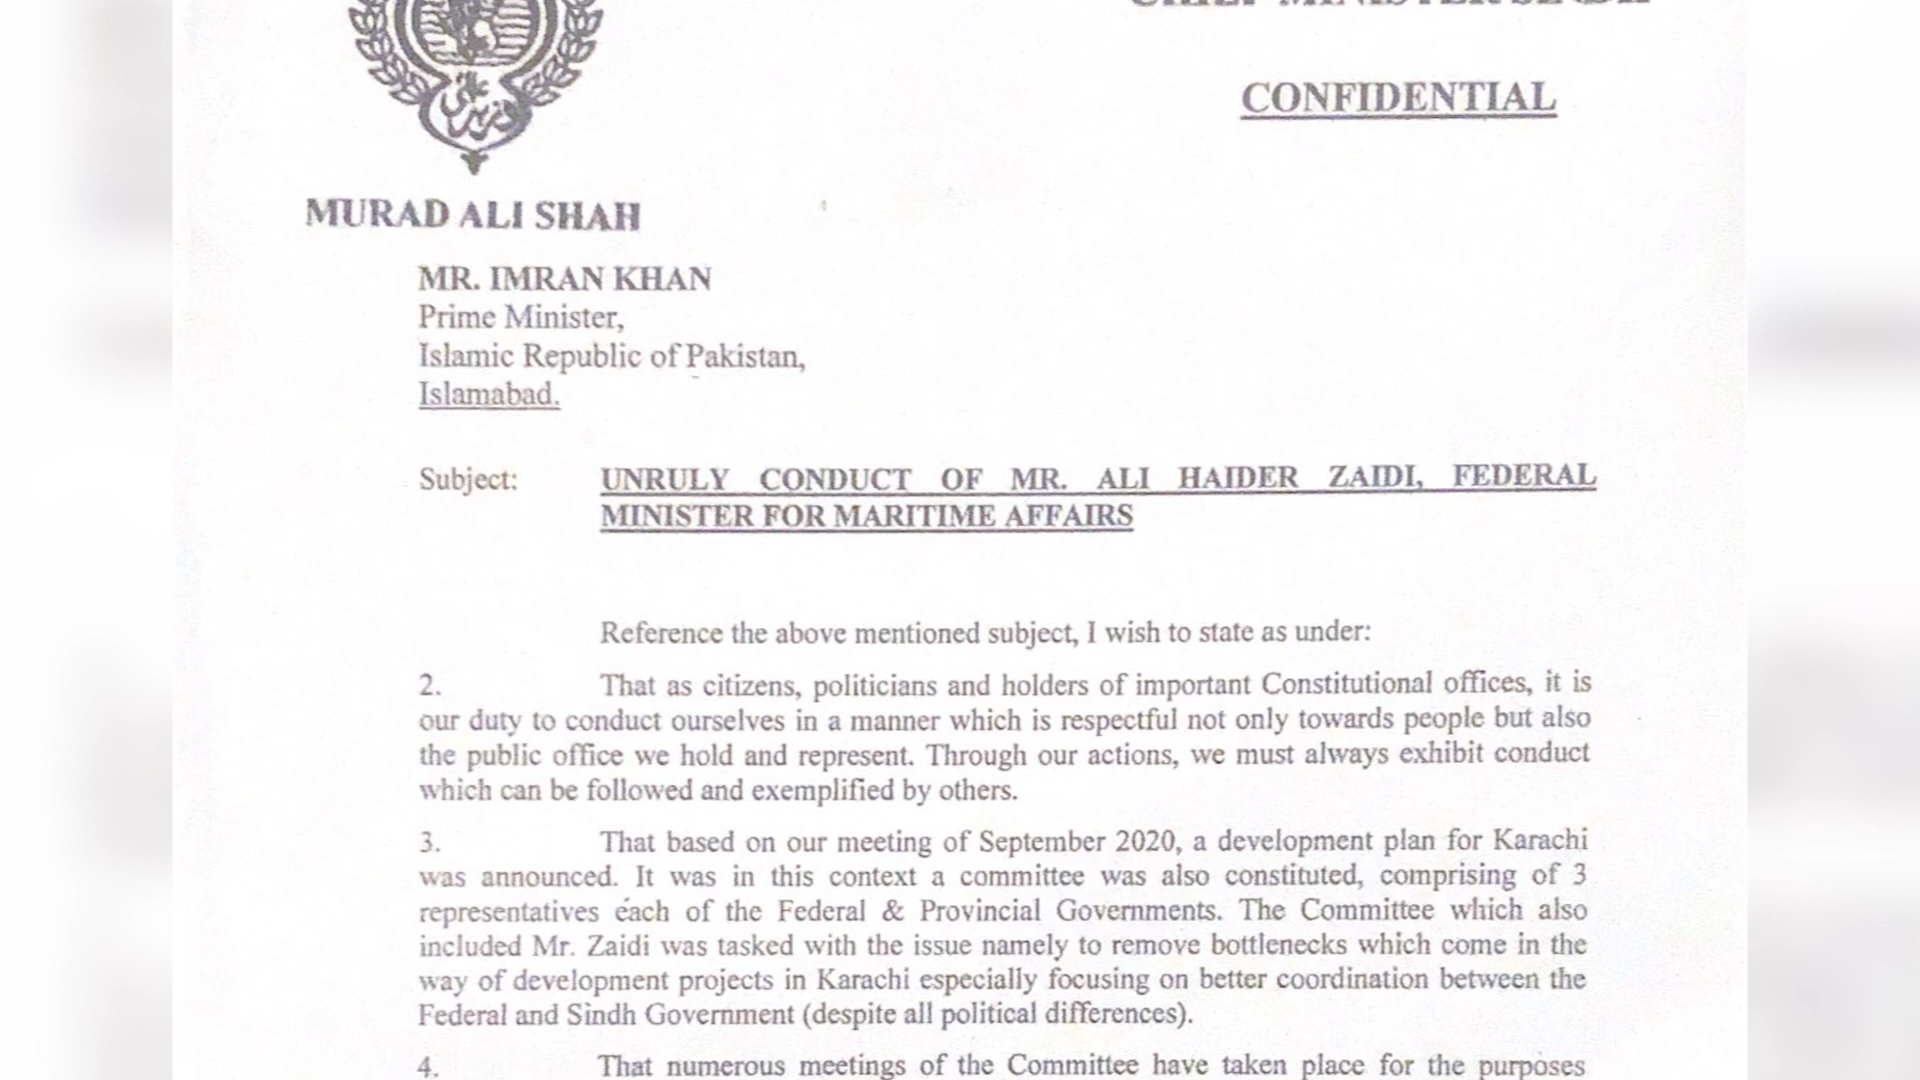 CHIEF MINISTER SINDH
CONFIDENTIAL
وزیر اعلیٰ
MURAD ALI SHAH
MR. IMRAN KHAN
Prime Minister,
Islamic Republic of Pakistan,
Islamabad.
Subject: UNRULY CONDUCT OF MR. ALI HAIDER ZAIDI, FEDERAL
MINISTER FOR MARITIME AFFAIRS
Reference the above mentioned subject, I wish to state as under:
2. That as citizens, politicians and holders of important Constitutional offices, it is
our duty to conduct ourselves in a manner which is respectful not only towards people but also
the public office we hold and represent. Through our actions, we must always exhibit conduct
which can be followed and exemplified by others.
3. That based on our meeting of September 2020, a development plan for Karachi
was announced. It was in this context a committee was also constituted, comprising of 3
representatives each of the Federal & Provincial Governments. The Committee which also
included Mr. Zaidi was tasked with the issue namely to remove bottlenecks which come in the
way of development projects in Karachi especially focusing on better coordination between the
Federal and Sindh Government (despite all political differences).
4. That numerous meetings of the Committee have taken place for the purposes